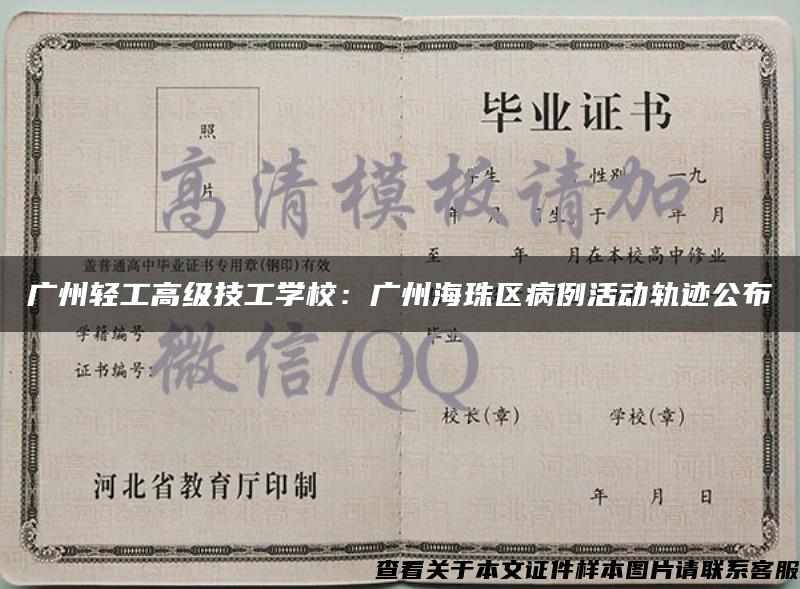 照
片
盖普通高中毕业证书专用章(钢印)有效
学籍编号
证书编号:
河北省教育厅印制
毕业证书
学生 性别 一九
年 月 日生,于 年 月
至 年 月在本校高中修业
毕业
校长(章) 学校(章)
年 月 日
高清模板请加
微信/QQ
广州轻工高级技工学校：广州海珠区病例活动轨迹公布
查看关于本文证件样本图片请联系客服